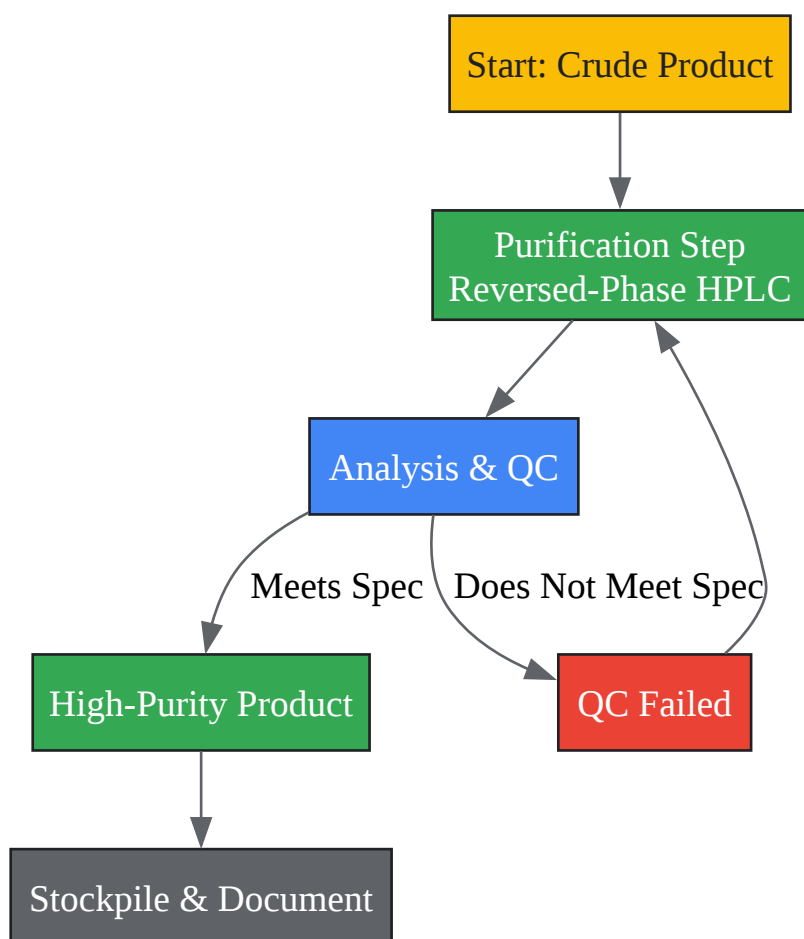 Start: Crude Product
Purification Step
Reversed-Phase HPLC
Analysis & QC
Meets Spec
Does Not Meet Spec
High-Purity Product
QC Failed
Stockpile & Document